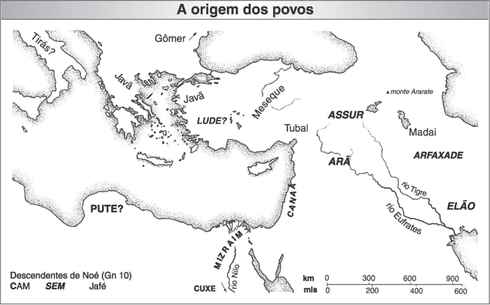 A origem dos povos
Tirás?
Gômer
Javã
Javã
LUDE?
Meseque
Tubal
ASSUR
monte Ararate
Madai
ARFAXADE
ARÃ
rio Tigre
rio Eufrates
ELÃO
CANAÃ
PUTE?
MIZRAIM
CUXE
rio Nilo
Descendentes de Noé (Gn 10)
CAM SEM Jafé
km 0 300 600 900
mls 0 200 400 600